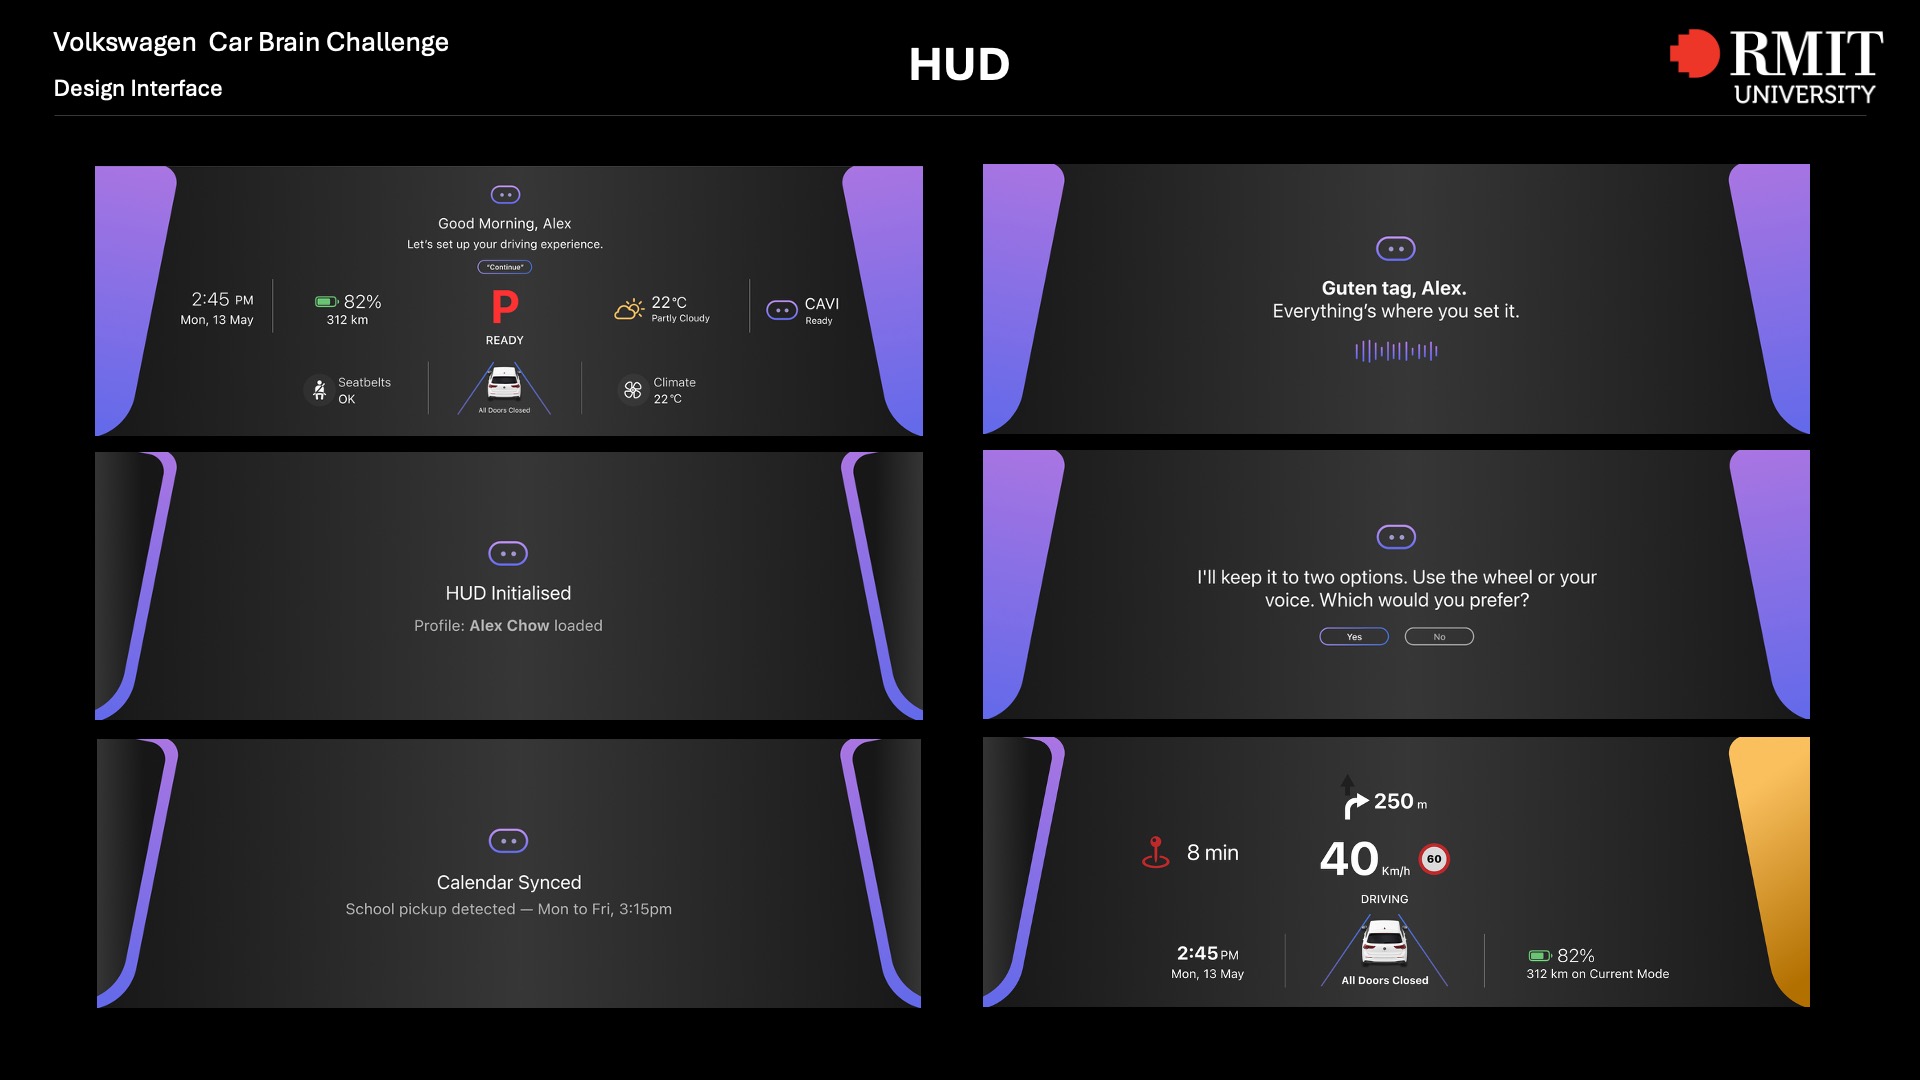 Volkswagen  Car Brain Challenge
Design Interface
HUD
RMIT
UNIVERSITY
Good Morning, Alex
Let's set up your driving experience.
"Continue"
2:45 PM
Mon, 13 May
82%
312 km
P
READY
22°C
Partly Cloudy
CAVI
Ready
Seatbelts
OK
All Doors Closed
Climate
22°C
Guten tag, Alex.
Everything's where you set it.
HUD Initialised
Profile: Alex Chow loaded
I'll keep it to two options. Use the wheel or your
voice. Which would you prefer?
Yes
No
Calendar Synced
School pickup detected — Mon to Fri, 3:15pm
250 m
8 min
40 Km/h
60
DRIVING
2:45 PM
Mon, 13 May
All Doors Closed
82%
312 km on Current Mode